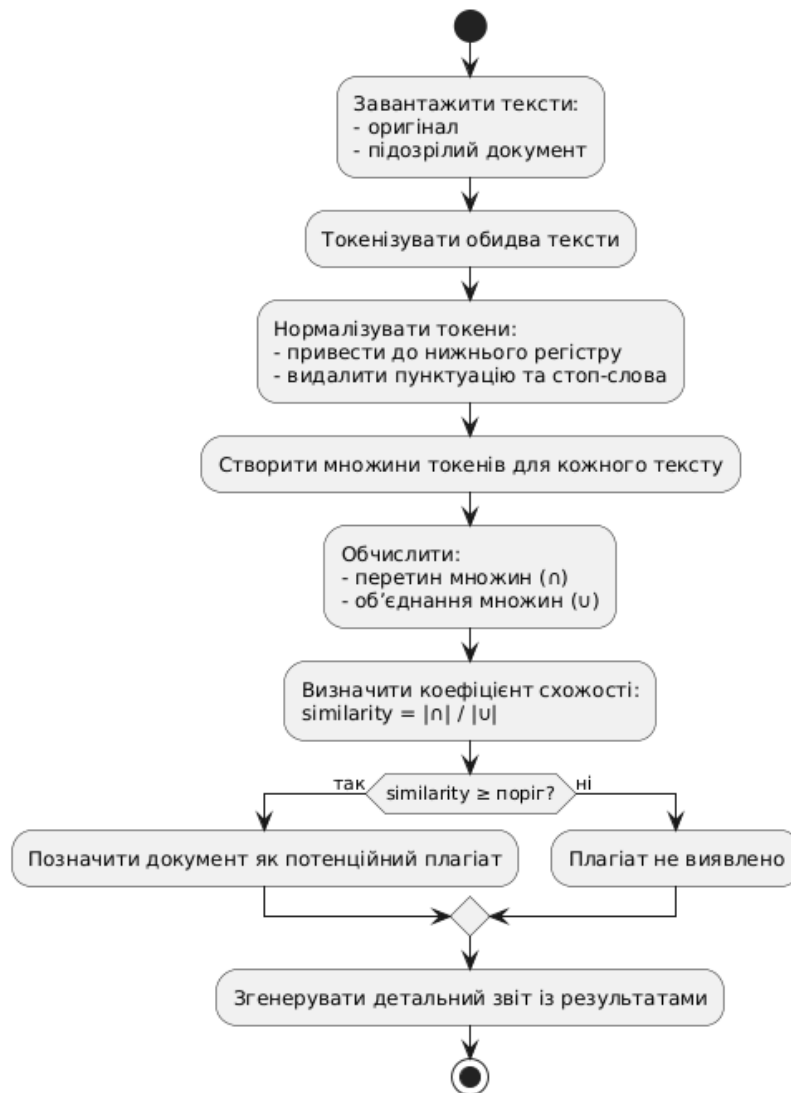 Завантажити тексти:
- оригінал
- підозрілий документ
Токенізувати обидва тексти
Нормалізувати токени:
- привести до нижнього регістру
- видалити пунктуацію та стоп-слова
Створити множини токенів для кожного тексту
Обчислити:
- перетин множин (∩)
- об’єднання множин (∪)
Визначити коефіцієнт схожості:
similarity = |∩| / |∪|
так
similarity ≥ поріг?
ні
Позначити документ як потенційний плагіат
Плагіат не виявлено
Згенерувати детальний звіт із результатами